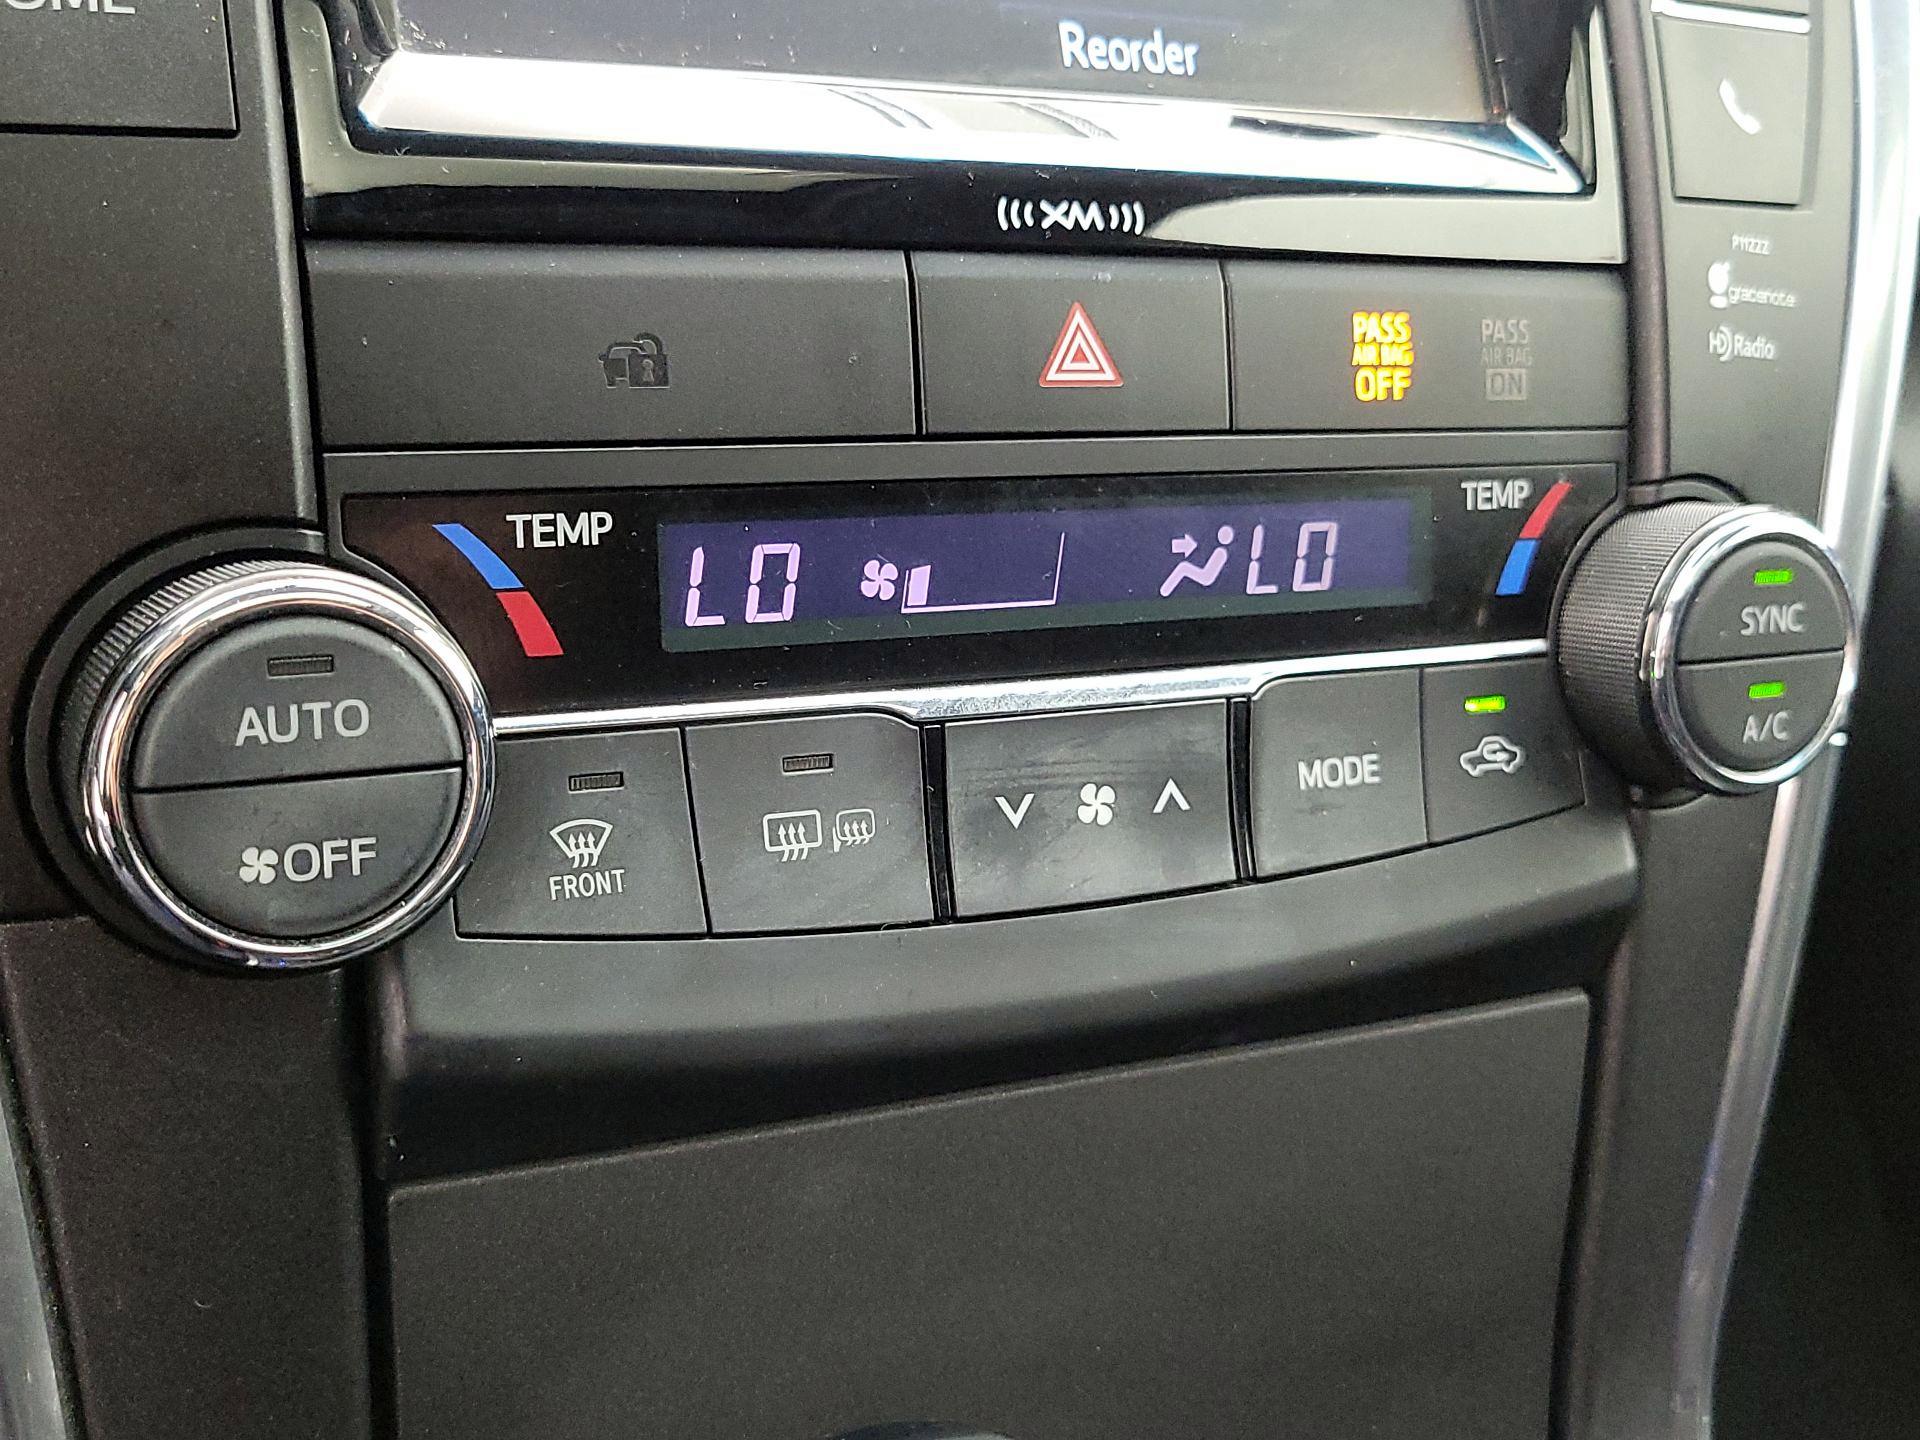 Reorder
XM
P11222
gracenote
HD Radio
PASS
AIR BAG
OFF
PASS
AIR BAG
ON
TEMP
LO
LO
TEMP
AUTO
OFF
FRONT
MODE
SYNC
A/C